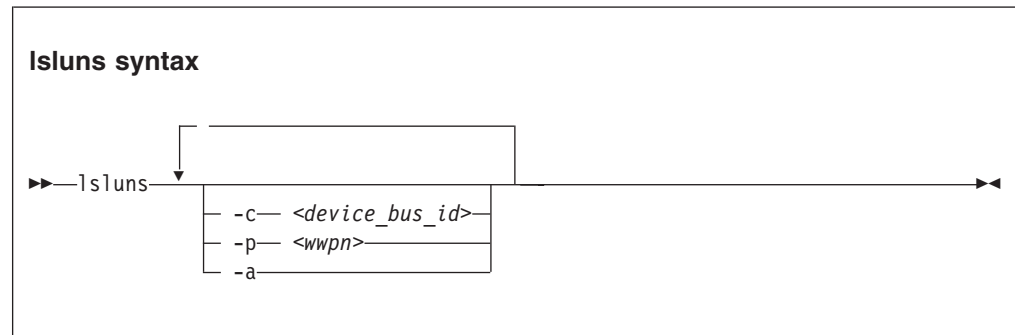 lsluns syntax
lsluns
-c <device_bus_id>
-p <wwpn>
-a